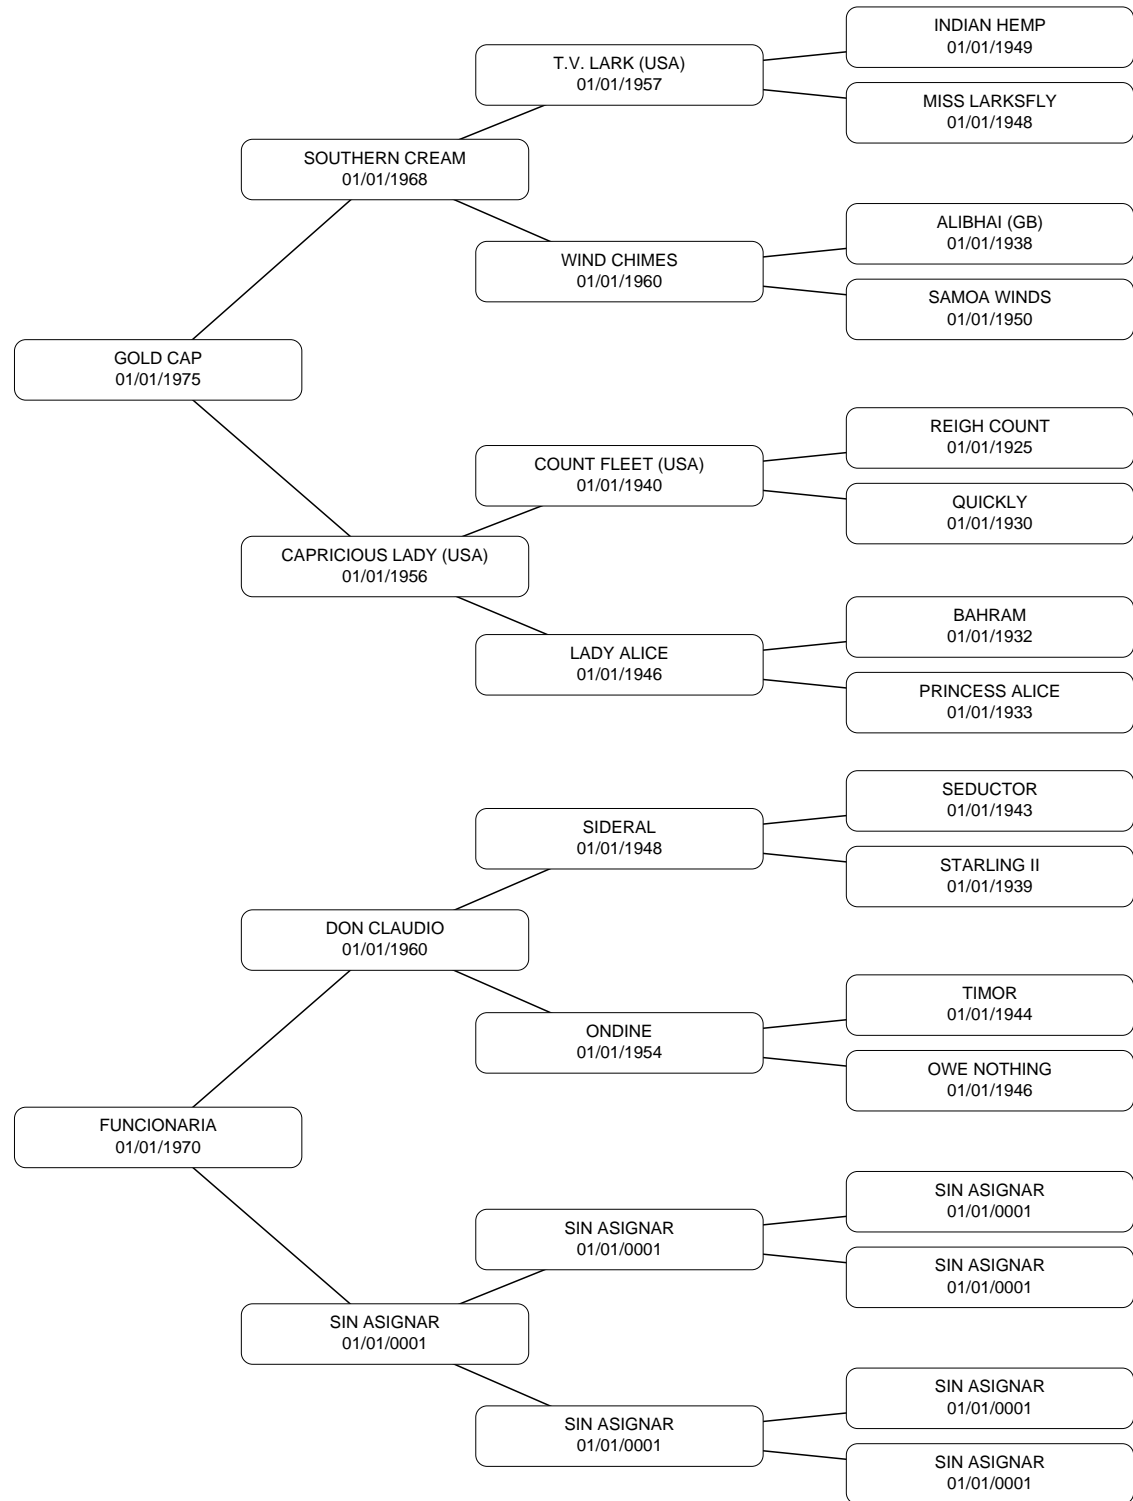 INDIAN HEMP
01/01/1949
T.V. LARK (USA)
01/01/1957
MISS LARKSFLY
01/01/1948
SOUTHERN CREAM
01/01/1968
ALIBHAI (GB)
01/01/1938
WIND CHIMES
01/01/1960
SAMOA WINDS
01/01/1950
GOLD CAP
01/01/1975
REIGH COUNT
01/01/1925
COUNT FLEET (USA)
01/01/1940
QUICKLY
01/01/1930
CAPRICIOUS LADY (USA)
01/01/1956
BAHRAM
01/01/1932
LADY ALICE
01/01/1946
PRINCESS ALICE
01/01/1933
SEDUCTOR
01/01/1943
SIDERAL
01/01/1948
STARLING II
01/01/1939
DON CLAUDIO
01/01/1960
TIMOR
01/01/1944
ONDINE
01/01/1954
OWE NOTHING
01/01/1946
FUNCIONARIA
01/01/1970
SIN ASIGNAR
01/01/0001
SIN ASIGNAR
01/01/0001
SIN ASIGNAR
01/01/0001
SIN ASIGNAR
01/01/0001
SIN ASIGNAR
01/01/0001
SIN ASIGNAR
01/01/0001
SIN ASIGNAR
01/01/0001